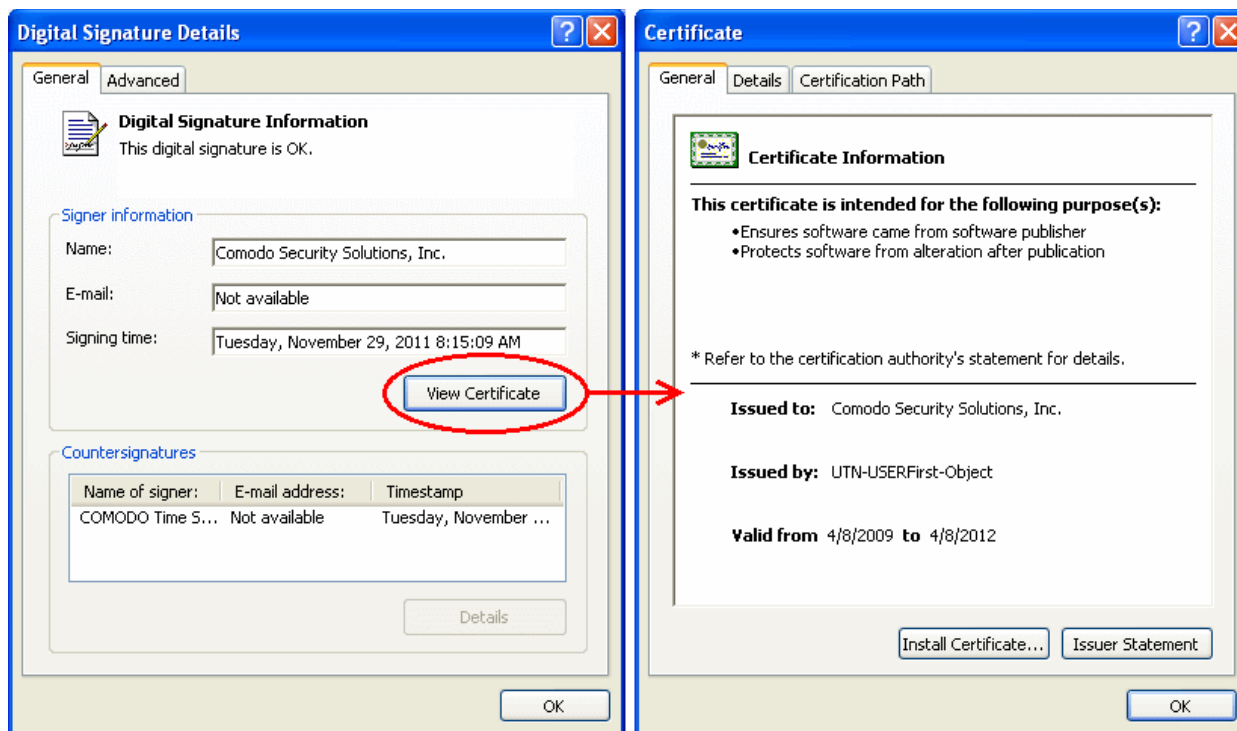 Digital Signature Details
General
Advanced
Digital Signature Information
This digital signature is OK.
Signer information
Name:
Comodo Security Solutions, Inc.
E-mail:
Not available
Signing time:
Tuesday, November 29, 2011 8:15:09 AM
View Certificate
Countersignatures
Name of signer: E-mail address: Timestamp
COMODO Time S... Not available Tuesday, November ...
Details
OK
Certificate
General
Details
Certification Path
Certificate Information
This certificate is intended for the following purpose(s):
•Ensures software came from software publisher
•Protects software from alteration after publication
* Refer to the certification authority's statement for details.
Issued to: Comodo Security Solutions, Inc.
Issued by: UTN-USERFirst-Object
Valid from 4/8/2009 to 4/8/2012
Install Certificate...
Issuer Statement
OK